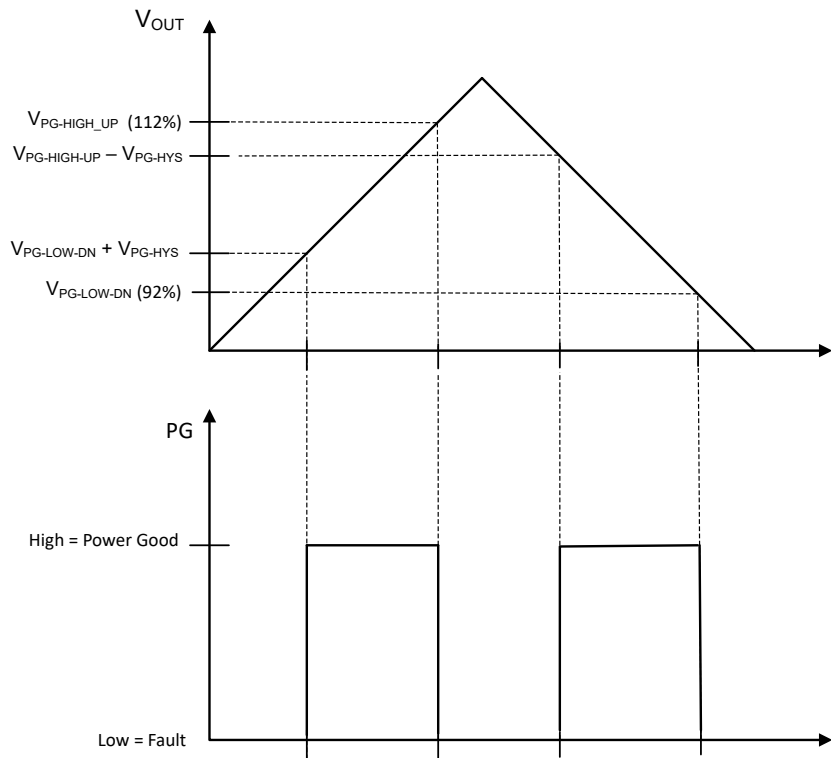 VOUT
VPG-HIGH_UP (112%)
VPG-HIGH-UP – VPG-HYS
VPG-LOW-DN + VPG-HYS
VPG-LOW-DN (92%)
PG
High = Power Good
Low = Fault